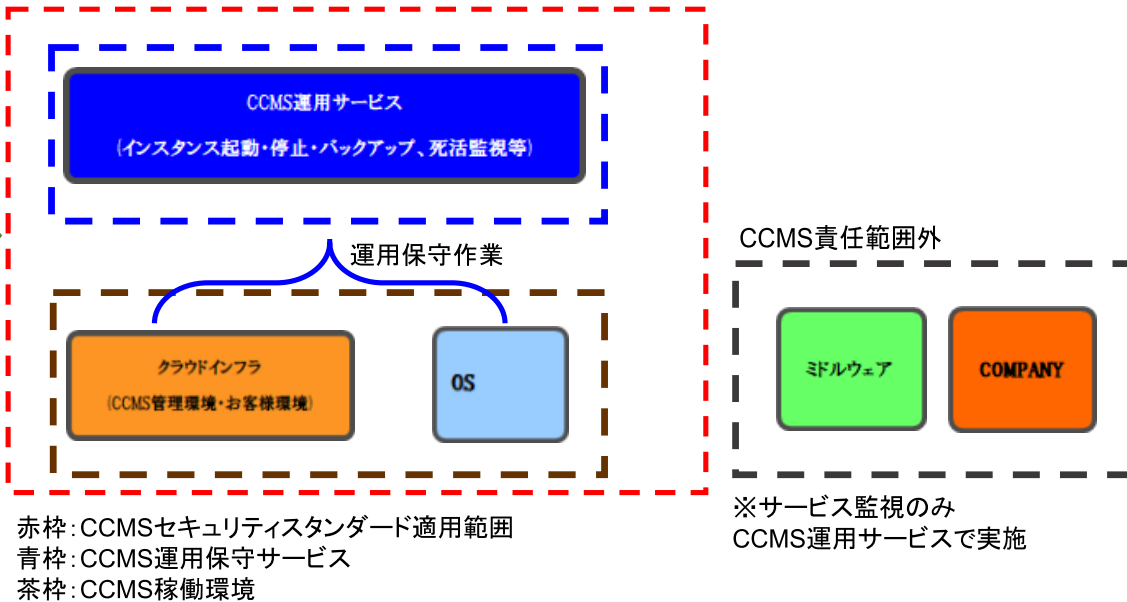 CCMS運用サービス
(インスタンス起動・停止・バックアップ、死活監視等)
運用保守作業
クラウドインフラ
(CCMS管理環境・お客様環境)
OS
CCMS責任範囲外
ミドルウェア
COMPANY
※サービス監視のみ
CCMS運用サービスで実施
赤枠：CCMSセキュリティスタンダード適用範囲
青枠：CCMS運用保守サービス
茶枠：CCMS稼働環境